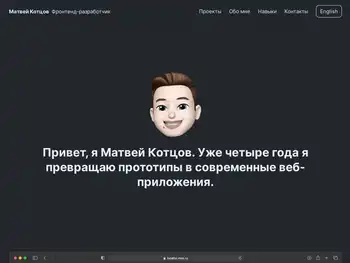 Матвей Котцов Фронтенд-разработчик Проекты Обо мне Навыки Контакты English
Привет, я Матвей Котцов. Уже четыре года я
превращаю прототипы в современные веб-
приложения.